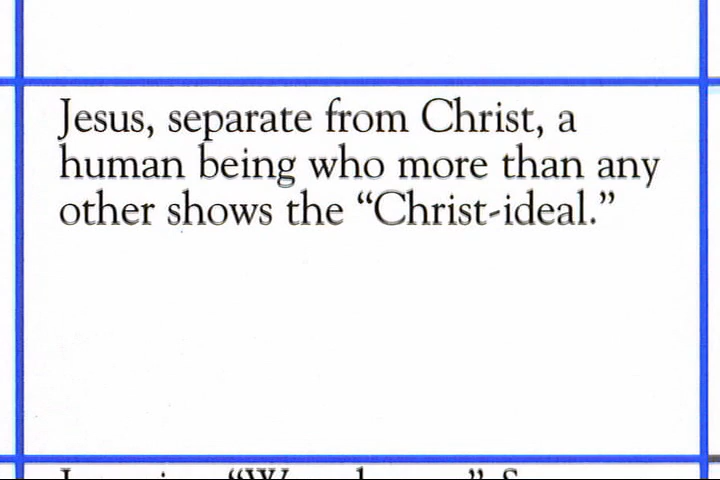 Jesus, separate from Christ, a
human being who more than any
other shows the “Christ-ideal.”